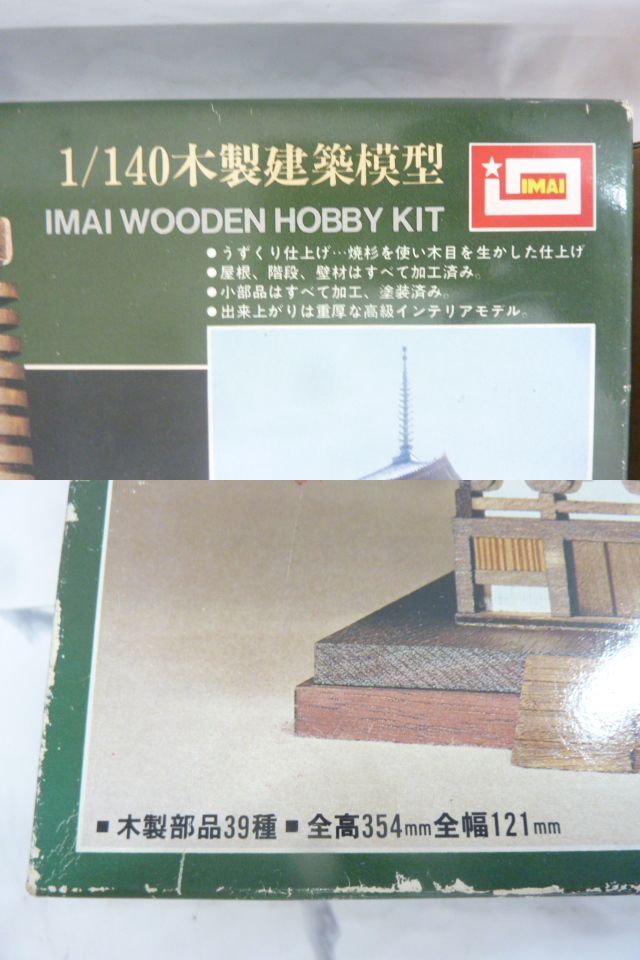 1/140木製建築模型
IMAI WOODEN HOBBY KIT
IMAI
●うずくり仕上げ…焼杉を使い木目を生かした仕上げ
●屋根、階段、壁材はすべて加工済み。
●小部品はすべて加工、塗装済み。
●出来上がりは重厚な高級インテリアモデル。
■木製部品39種■全高354mm全幅121mm